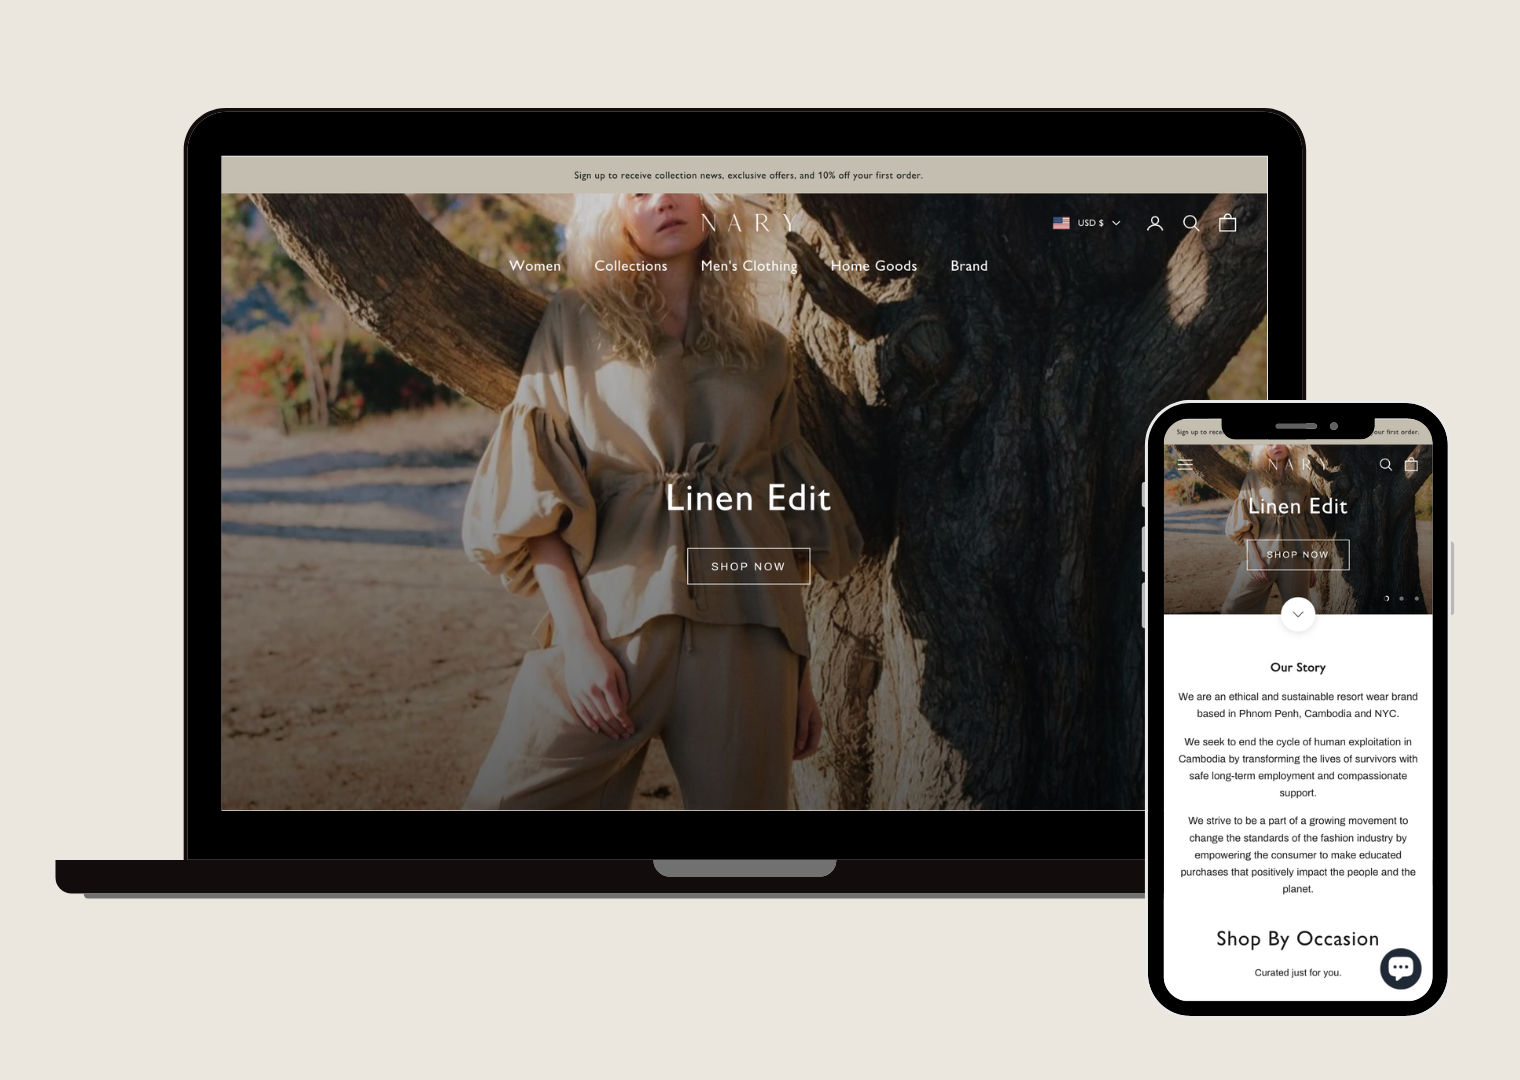 Sign up to receive collection news, exclusive offers, and 10% off your first order.
NARY
USD $
Women Collections Men's Clothing Home Goods Brand
Linen Edit
SHOP NOW
Sign up to your first order.
NARY
Linen Edit
SHOP NOW
Our Story
We are an ethical and sustainable resort wear brand
based in Phnom Penh, Cambodia and NYC.
We seek to end the cycle of human exploitation in
Cambodia by transforming the lives of survivors with
safe long-term employment and compassionate
support.
We strive to be a part of a growing movement to
change the standards of the fashion industry by
empowering the consumer to make educated
purchases that positively impact the people and the
planet.
Shop By Occasion
Curated just for you.